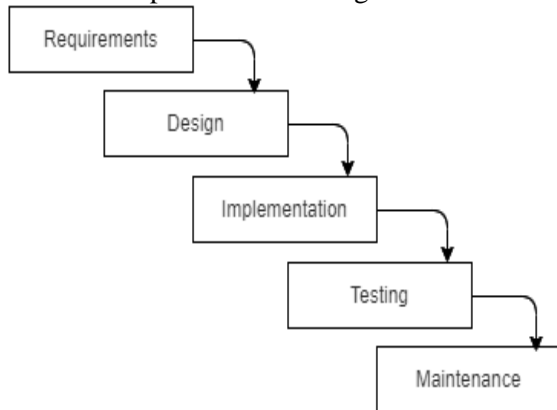 Requirements
Design
Implementation
Testing
Maintenance